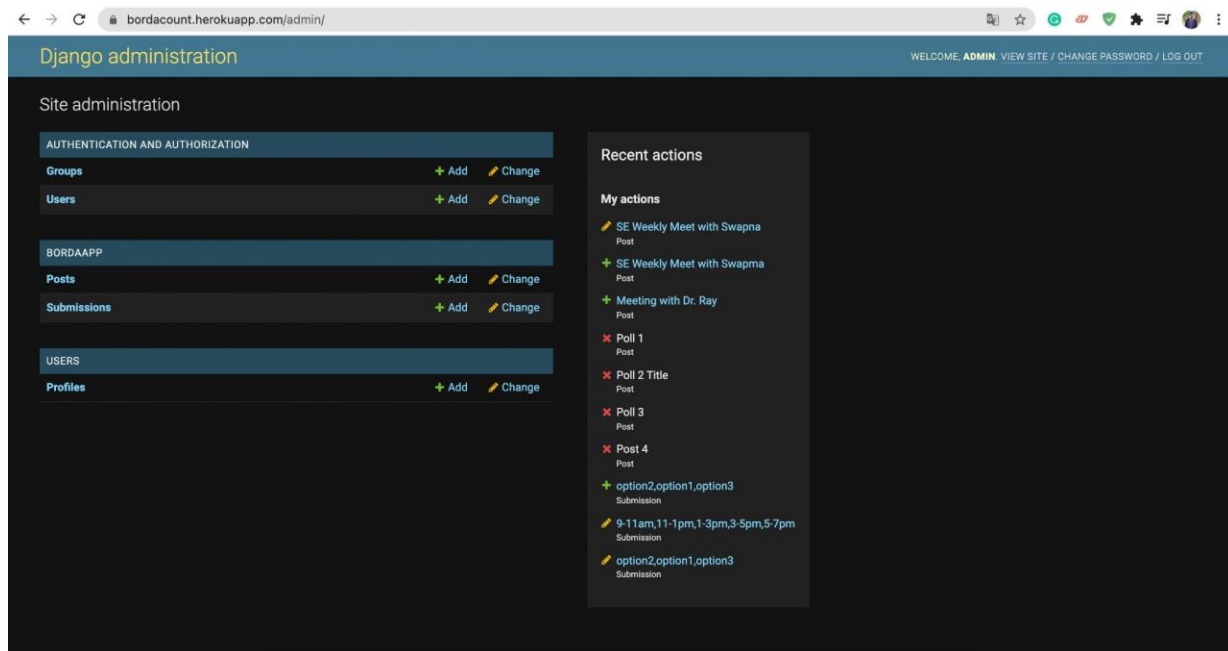 bordacount.herokuapp.com/admin/
Django administration
WELCOME, ADMIN. VIEW SITE / CHANGE PASSWORD / LOG OUT
Site administration
AUTHENTICATION AND AUTHORIZATION
Groups + Add Change
Users + Add Change
BORDAAPP
Posts + Add Change
Submissions + Add Change
USERS
Profiles + Add Change
Recent actions
My actions
SE Weekly Meet with Swapna
Post
+ SE Weekly Meet with Swapma
Post
+ Meeting with Dr. Ray
Post
Poll 1
Post
Poll 2 Title
Post
Poll 3
Post
Post 4
Post
+ option2,option1,option3
Submission
9-11am,11-1pm,1-3pm,3-5pm,5-7pm
Submission
option2,option1,option3
Submission